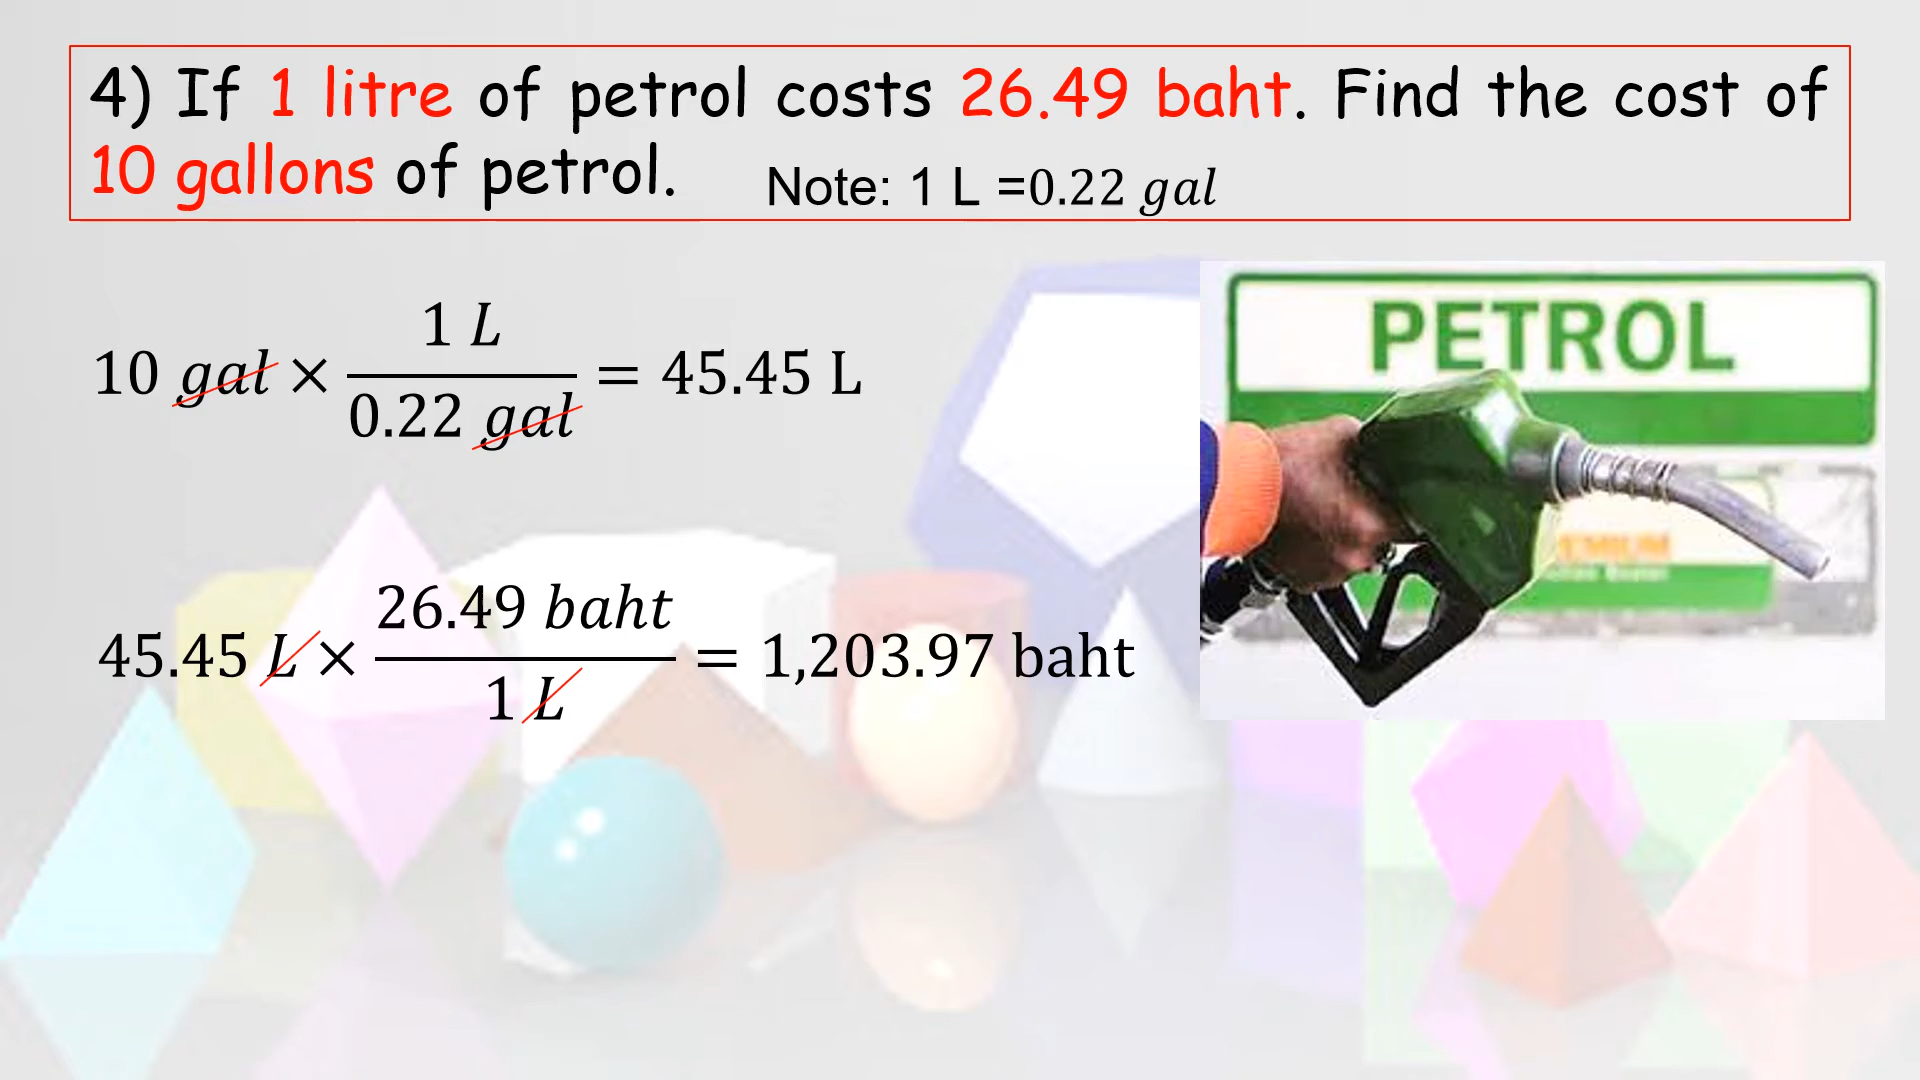 4) If 1 litre of petrol costs 26.49 baht. Find the cost of
10 gallons of petrol. Note: 1 L =0.22 gal
10 gal × 1 L / 0.22 gal = 45.45 L
45.45 L × 26.49 baht / 1 L = 1,203.97 baht
PETROL